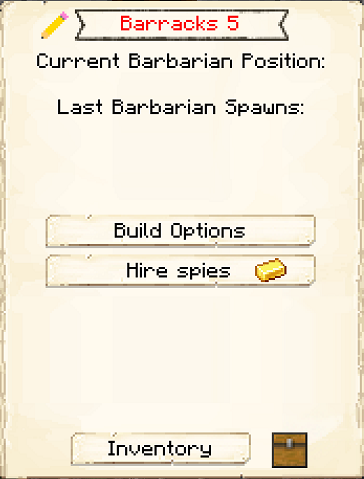 Barracks 5
Current Barbarian Position:
Last Barbarian Spawns:
Build Options
Hire spies
Inventory